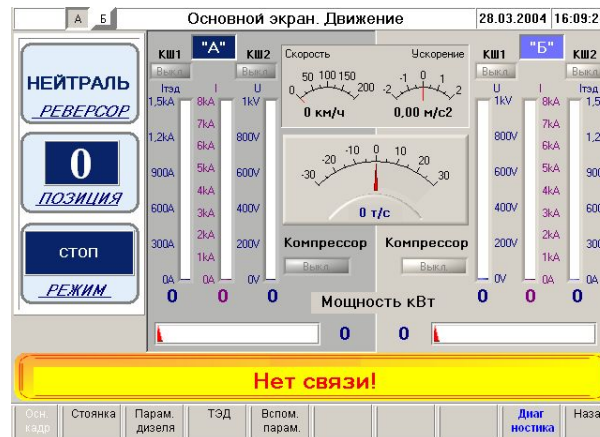 А Б Основной экран. Движение 28.03.2004 16:09:2
НЕЙТРАЛЬ
РЕВЕРСОР
0
ПОЗИЦИЯ
стоп
РЕЖИМ
КШ1 "А" КШ2
Выкл. Выкл.
Iтэд I U
1,5kA 8kA 1kV
7kA
1,2kA 6kA 800V
900A 5kA 600V
4kA
600A 3kA 400V
2kA
300A 1kA 200V
0A 0A 0V
0 0 0
Скорость Ускорение
0 50 100 150 200
-2 -1 0 1 2
0 км/ч 0,00 м/с2
-30 -20 -10 0 10 20 30
0 т/с
Компрессор Компрессор
Выкл. Выкл.
Мощность кВт
0 0
КШ1 "Б" КШ2
Выкл. Выкл.
U I Iтэд
1kV 8kA 1,5
7kA
800V 6kA 1,2
600V 5kA 90
4kA
400V 3kA 60
200V 2kA 30
1kA
0V 0A 0
0 0 0
Нет связи!
Осн. кадр
Стоянка
Парам. дизеля
ТЭД
Вспом. парам.
Диаг ностика
Наза